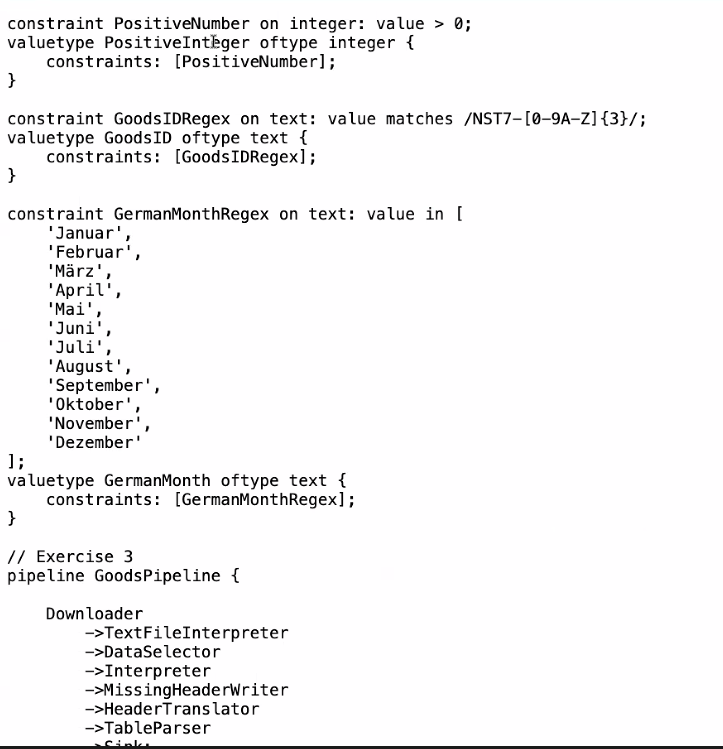 constraint PositiveNumber on integer: value > 0;
valuetype PositiveInteger oftype integer {
    constraints: [PositiveNumber];
}

constraint GoodsIDRegex on text: value matches /NST7-[0-9A-Z]{3}/;
valuetype GoodsID oftype text {
    constraints: [GoodsIDRegex];
}

constraint GermanMonthRegex on text: value in [
    'Januar',
    'Februar',
    'März',
    'April',
    'Mai',
    'Juni',
    'Juli',
    'August',
    'September',
    'Oktober',
    'November',
    'Dezember'
];
valuetype GermanMonth oftype text {
    constraints: [GermanMonthRegex];
}

// Exercise 3
pipeline GoodsPipeline {

    Downloader
        ->TextFileInterpreter
        ->DataSelector
        ->Interpreter
        ->MissingHeaderWriter
        ->HeaderTranslator
        ->TableParser
        ->Sink;